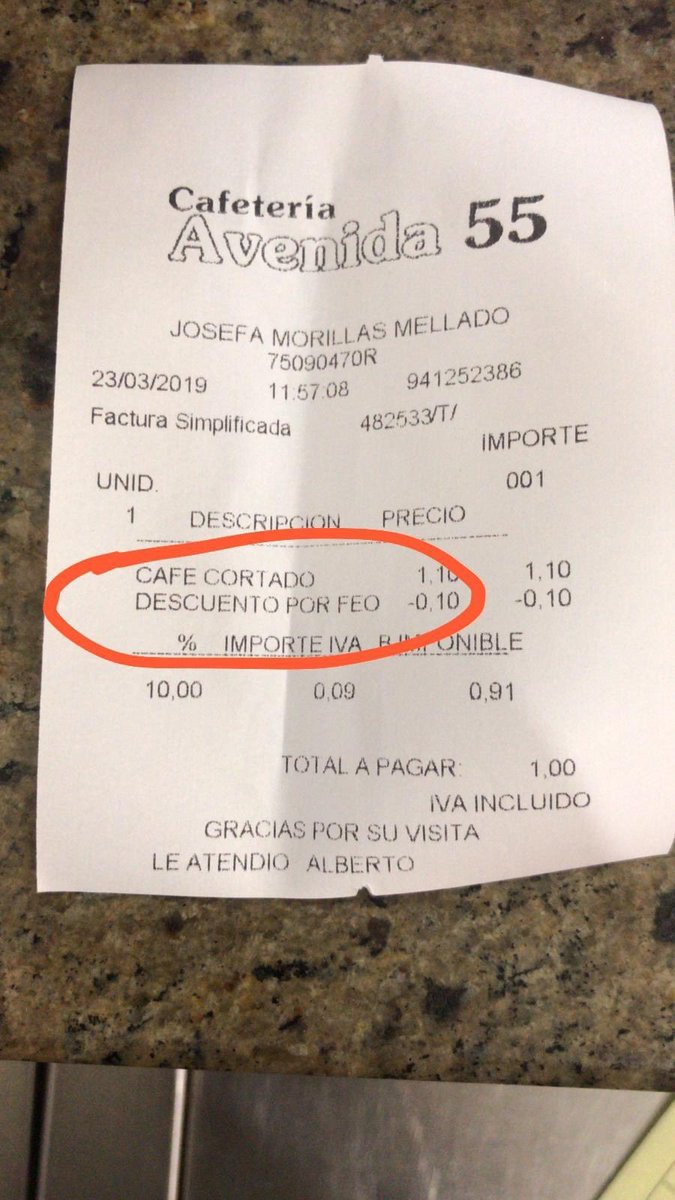 Cafetería
Avenida 55
JOSEFA MORILLAS MELLADO
75090470R
23/03/2019 11:57:08 941252386
Factura Simplificada 482533/T/
IMPORTE
UNID. 001
1 DESCRIPCION PRECIO
CAFE CORTADO 1,10 1,10
DESCUENTO POR FEO -0,10 -0,10
% IMPORTE IVA B.IMPONIBLE
10,00 0,09 0,91
TOTAL A PAGAR: 1,00
IVA INCLUIDO
GRACIAS POR SU VISITA
LE ATENDIO ALBERTO